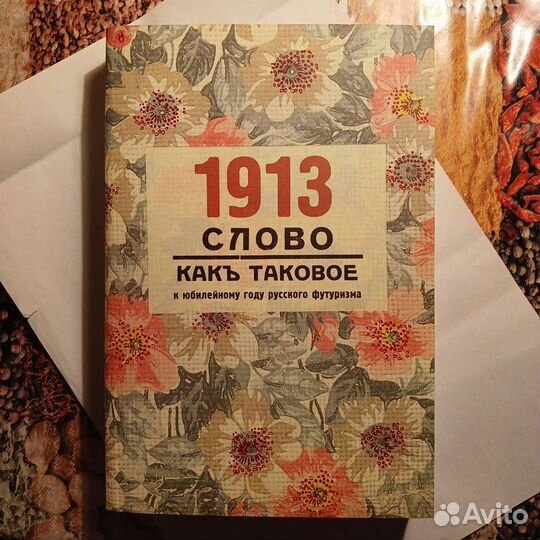 1913
СЛОВО
КАКЪ ТАКОВОЕ
к юбилейному году русского футуризма
Avito